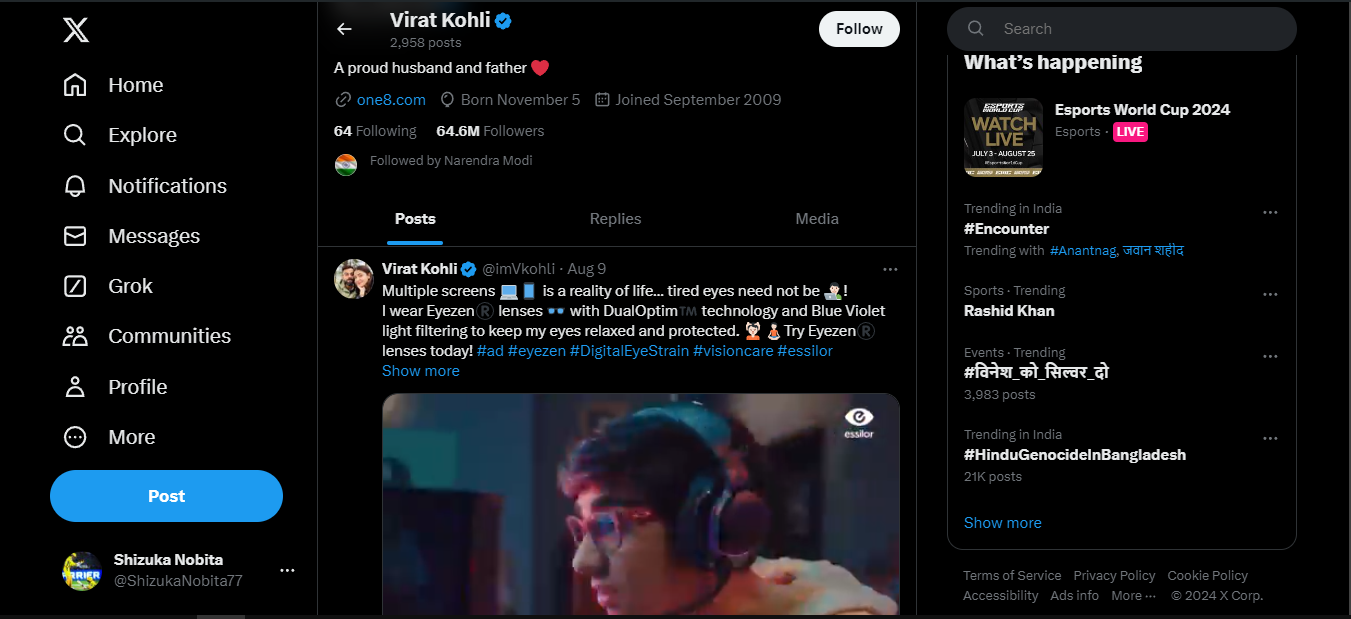 Home
Explore
Notifications
Messages
Grok
Communities
Profile
More
Post
Shizuka Nobita
@ShizukaNobita77
Virat Kohli
2,958 posts
Follow
A proud husband and father ❤️
one8.com Born November 5 Joined September 2009
64 Following 64.6M Followers
Followed by Narendra Modi
Posts Replies Media
Virat Kohli @imVkohli · Aug 9
Multiple screens 💻📱 is a reality of life... tired eyes need not be 👨🏻‍💻!
I wear Eyezen®️ lenses 🕶️ with DualOptim™️ technology and Blue Violet
light filtering to keep my eyes relaxed and protected. 💆🏻🧘🏻 Try Eyezen®️
lenses today! #ad #eyezen #DigitalEyeStrain #visioncare #essilor
Show more
essilor
Search
What's happening
ESPORTS
WORLD CUP
WATCH
LIVE
JULY 3 - AUGUST 25
#EsportsWorldCup
Esports World Cup 2024
Esports · LIVE
Trending in India
#Encounter
Trending with #Anantnag, जवान शहीद
Sports · Trending
Rashid Khan
Events · Trending
#विनेश_को_सिल्वर_दो
3,983 posts
Trending in India
#HinduGenocideInBangladesh
21K posts
Show more
Terms of Service Privacy Policy Cookie Policy
Accessibility Ads info More ··· © 2024 X Corp.